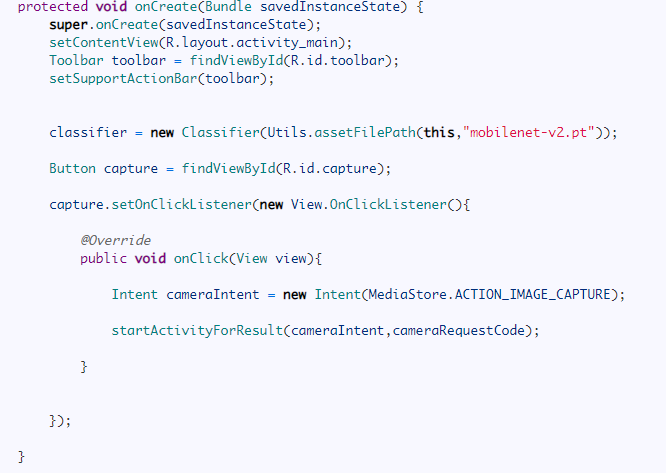 protected void onCreate(Bundle savedInstanceState) {
    super.onCreate(savedInstanceState);
    setContentView(R.layout.activity_main);
    Toolbar toolbar = findViewById(R.id.toolbar);
    setSupportActionBar(toolbar);
    classifier = new Classifier(Utils.assetFilePath(this,"mobilenet-v2.pt"));
    Button capture = findViewById(R.id.capture);
    capture.setOnClickListener(new View.OnClickListener(){
        @Override
        public void onClick(View view){
            Intent cameraIntent = new Intent(MediaStore.ACTION_IMAGE_CAPTURE);
            startActivityForResult(cameraIntent,cameraRequestCode);
        }
    });
}